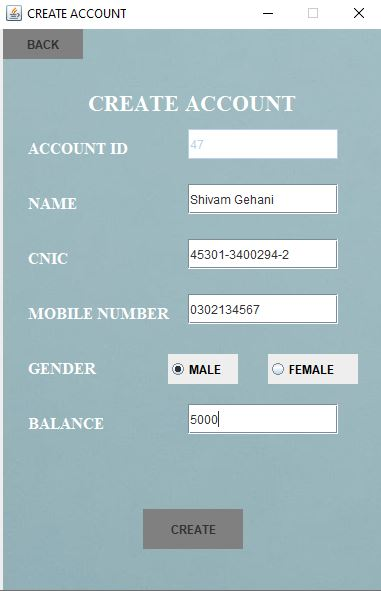 CREATE ACCOUNT
BACK
CREATE ACCOUNT
ACCOUNT ID 47
NAME Shivam Gehani
CNIC 45301-3400294-2
MOBILE NUMBER 0302134567
GENDER MALE FEMALE
BALANCE 5000
CREATE